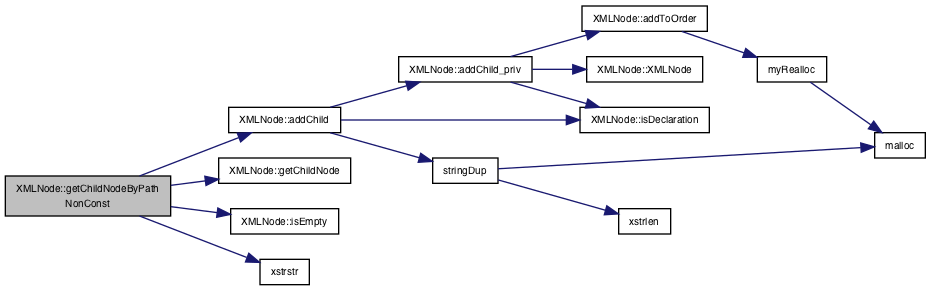 XMLNode::addToOrder
XMLNode::addChild_priv
XMLNode::XMLNode
myRealloc
XMLNode::addChild
XMLNode::isDeclaration
malloc
XMLNode::getChildNode
stringDup
XMLNode::getChildNodeByPath
NonConst
XMLNode::isEmpty
xstrlen
xstrstr